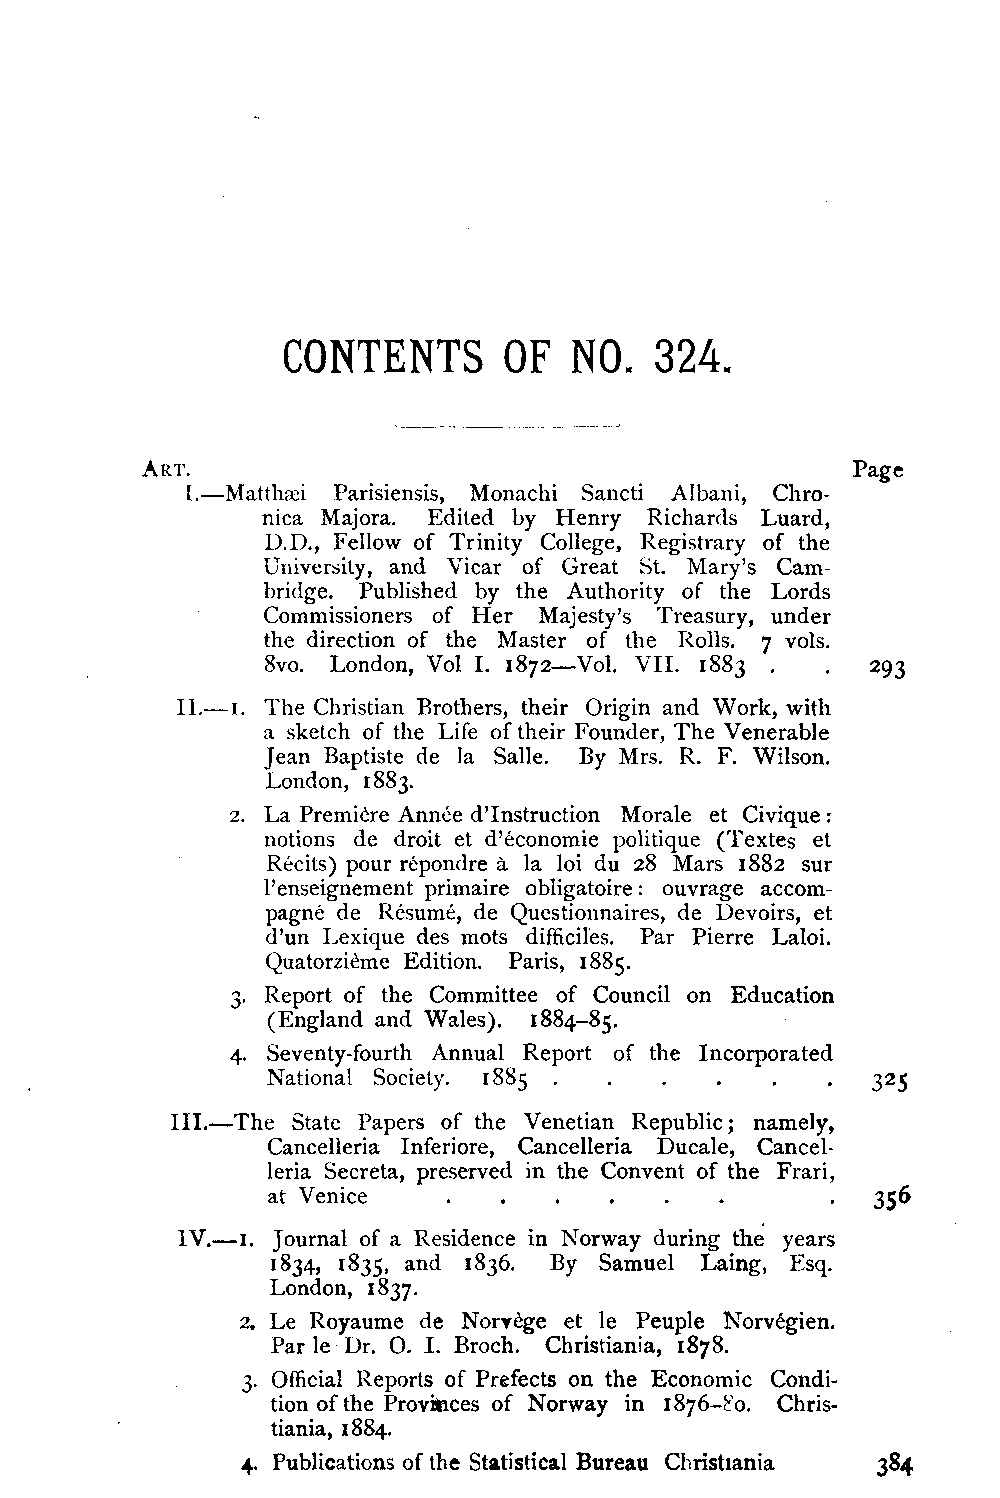 CONTENTS OF NO. 324.
ART. Page
I.—Matthæi Parisiensis, Monachi Sancti Albani, Chro-
nica Majora. Edited by Henry Richards Luard,
D.D., Fellow of Trinity College, Registrary of the
University, and Vicar of Great St. Mary's Cam-
bridge. Published by the Authority of the Lords
Commissioners of Her Majesty's Treasury, under
the direction of the Master of the Rolls. 7 vols.
8vo. London, Vol I. 1872—Vol. VII. 1883 . . 293
II.—1. The Christian Brothers, their Origin and Work, with
a sketch of the Life of their Founder, The Venerable
Jean Baptiste de la Salle. By Mrs. R. F. Wilson.
London, 1883.
2. La Première Année d'Instruction Morale et Civique:
notions de droit et d'économie politique (Textes et
Récits) pour répondre à la loi du 28 Mars 1882 sur
l'enseignement primaire obligatoire: ouvrage accom-
pagné de Résumé, de Questionnaires, de Devoirs, et
d'un Lexique des mots difficiles. Par Pierre Laloi.
Quatorzième Edition. Paris, 1885.
3. Report of the Committee of Council on Education
(England and Wales). 1884–85.
4. Seventy-fourth Annual Report of the Incorporated
National Society. 1885 . . . . . . 325
III.—The State Papers of the Venetian Republic; namely,
Cancelleria Inferiore, Cancelleria Ducale, Cancel-
leria Secreta, preserved in the Convent of the Frari,
at Venice . . . . . . . 356
IV.—1. Journal of a Residence in Norway during the years
1834, 1835, and 1836. By Samuel Laing, Esq.
London, 1837.
2. Le Royaume de Norvège et le Peuple Norvégien.
Par le Dr. O. I. Broch. Christiania, 1878.
3. Official Reports of Prefects on the Economic Condi-
tion of the Provinces of Norway in 1876–80. Chris-
tiania, 1884.
4. Publications of the Statistical Bureau Christiania 384